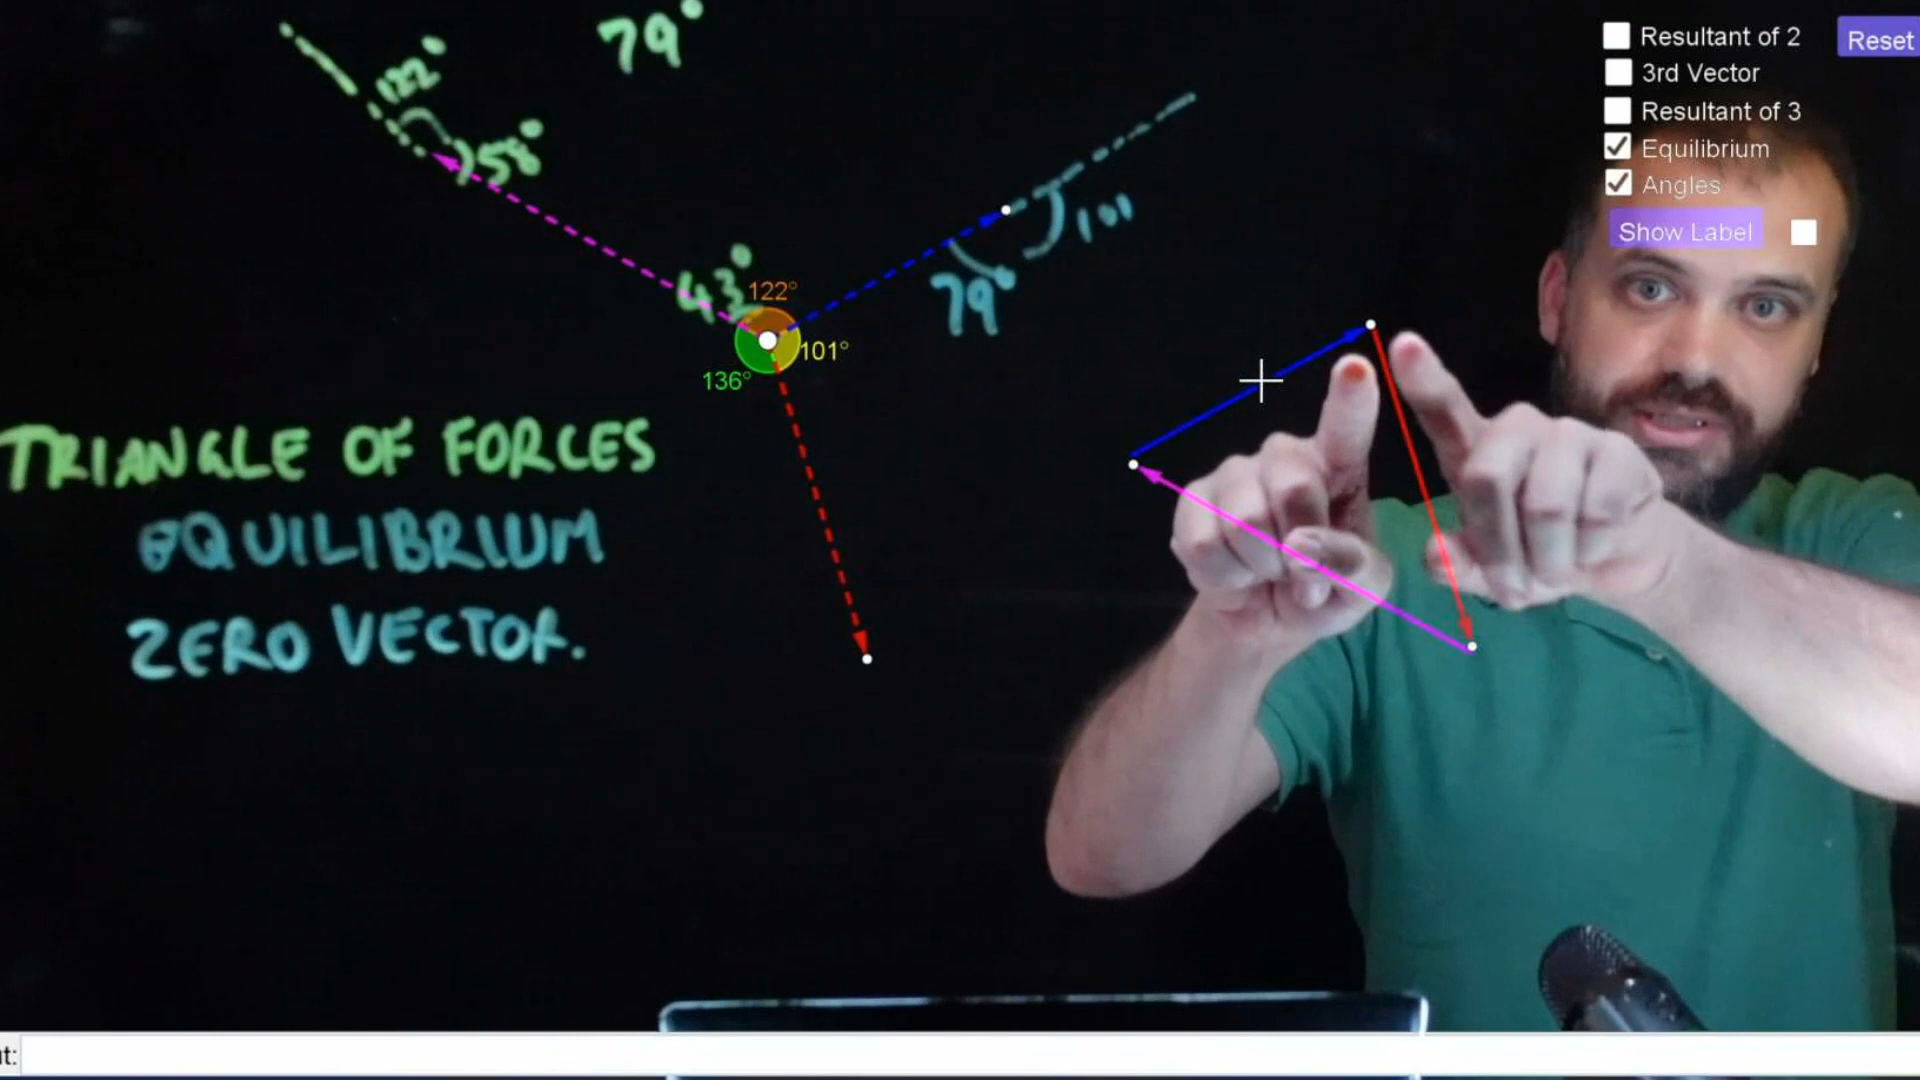 79°
Resultant of 2
Reset
3rd Vector
Resultant of 3
Equilibrium
Angles
Show Label
122°
58°
101
79°
43°
122°
101°
136°
TRIANGLE OF FORCES
EQUILIBRIUM
ZERO VECTOR.
t: